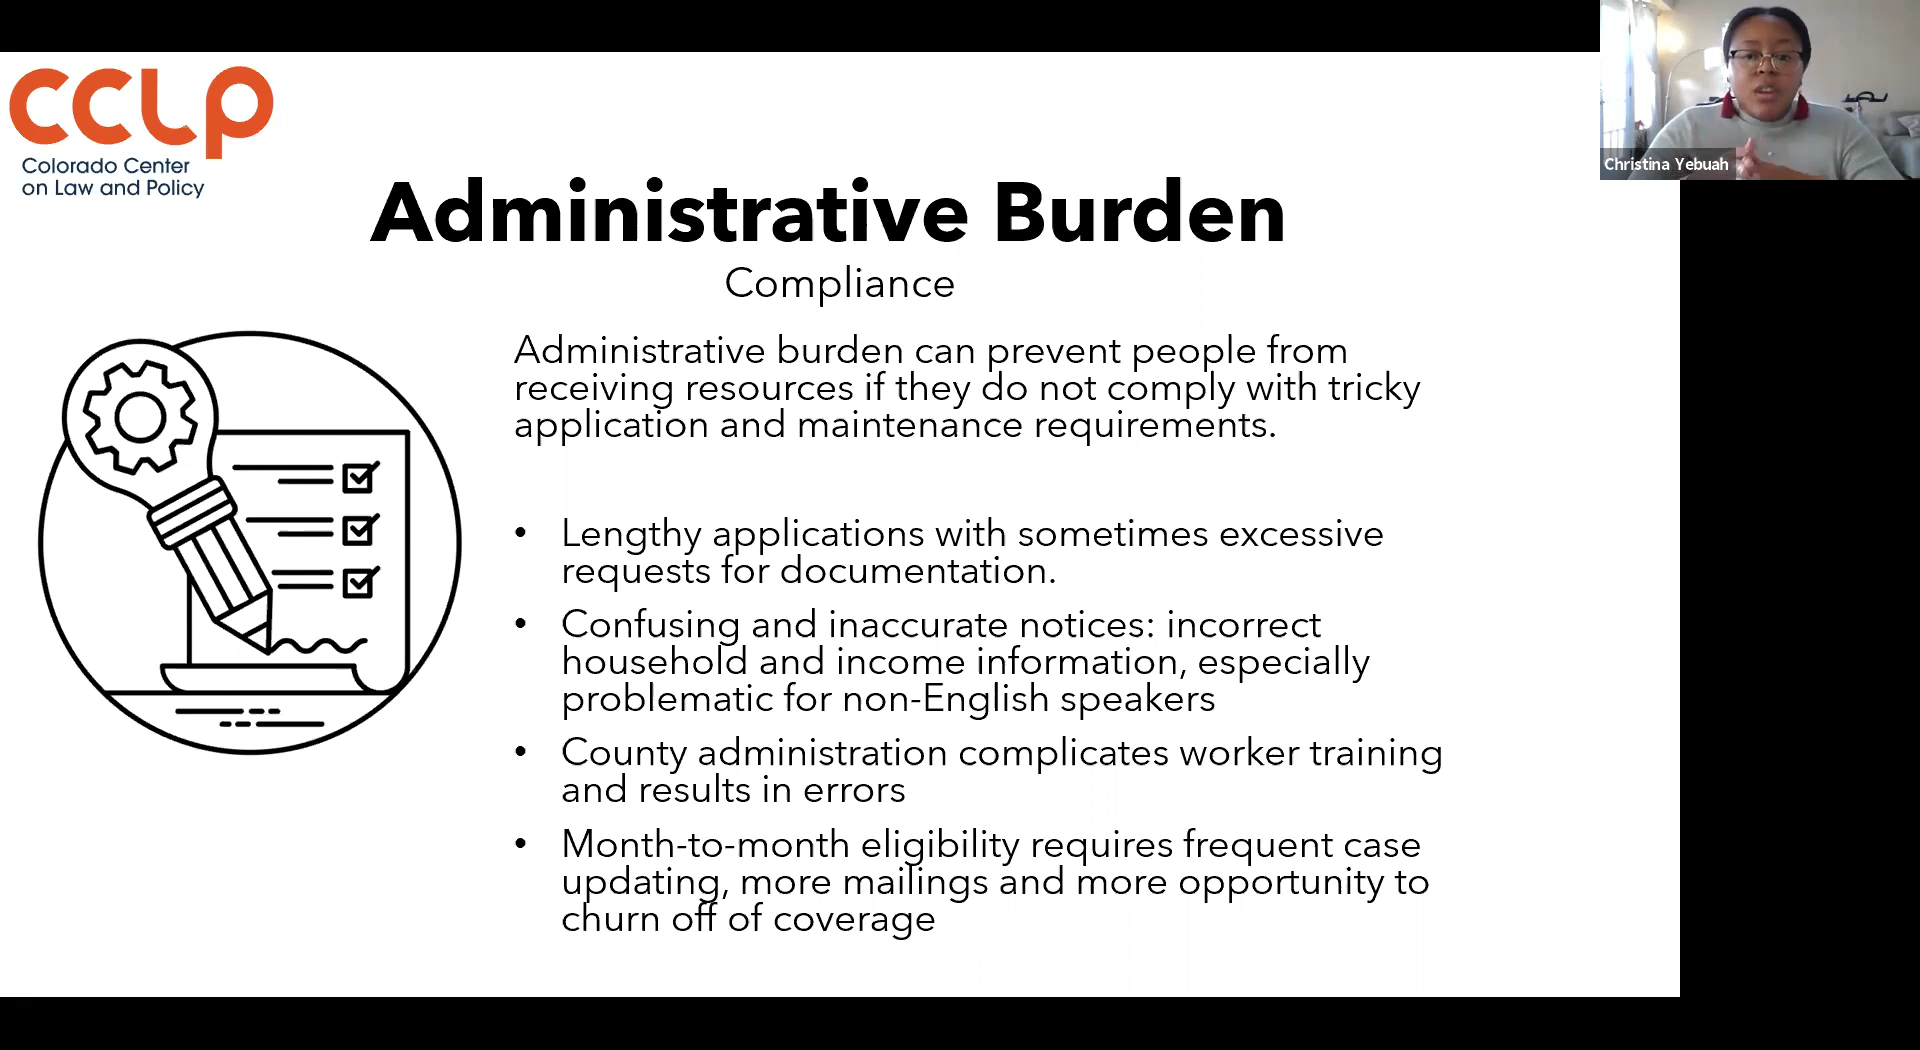 cclp
Colorado Center
on Law and Policy
Christina Yebuah
Administrative Burden
Compliance
Administrative burden can prevent people from
receiving resources if they do not comply with tricky
application and maintenance requirements.
• Lengthy applications with sometimes excessive
requests for documentation.
• Confusing and inaccurate notices: incorrect
household and income information, especially
problematic for non-English speakers
• County administration complicates worker training
and results in errors
• Month-to-month eligibility requires frequent case
updating, more mailings and more opportunity to
churn off of coverage